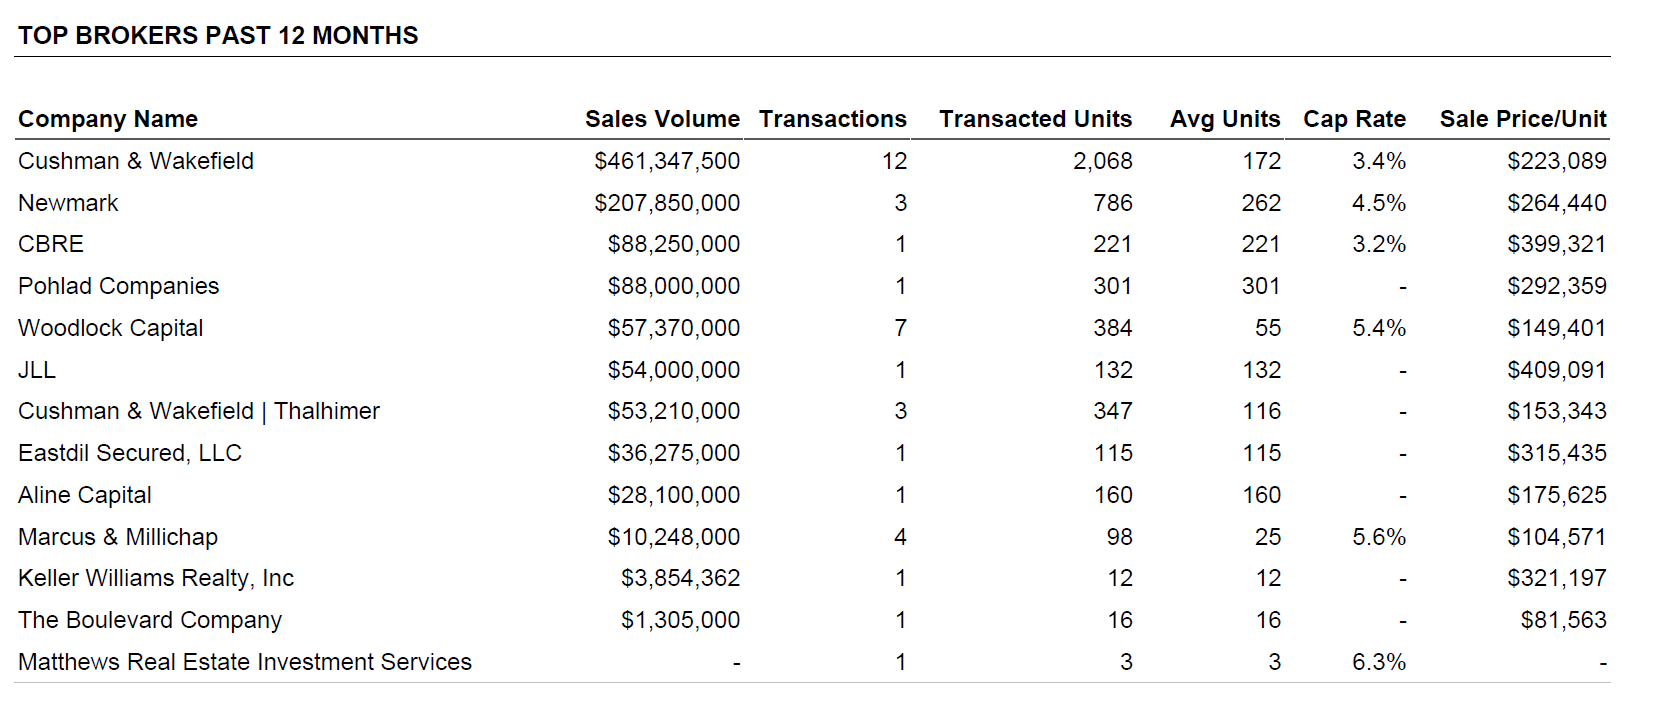 TOP BROKERS PAST 12 MONTHS
Company Name Sales Volume Transactions Transacted Units Avg Units Cap Rate Sale Price/Unit
Cushman & Wakefield $461,347,500 12 2,068 172 3.4% $223,089
Newmark $207,850,000 3 786 262 4.5% $264,440
CBRE $88,250,000 1 221 221 3.2% $399,321
Pohlad Companies $88,000,000 1 301 301 - $292,359
Woodlock Capital $57,370,000 7 384 55 5.4% $149,401
JLL $54,000,000 1 132 132 - $409,091
Cushman & Wakefield | Thalhimer $53,210,000 3 347 116 - $153,343
Eastdil Secured, LLC $36,275,000 1 115 115 - $315,435
Aline Capital $28,100,000 1 160 160 - $175,625
Marcus & Millichap $10,248,000 4 98 25 5.6% $104,571
Keller Williams Realty, Inc $3,854,362 1 12 12 - $321,197
The Boulevard Company $1,305,000 1 16 16 - $81,563
Matthews Real Estate Investment Services - 1 3 3 6.3% -